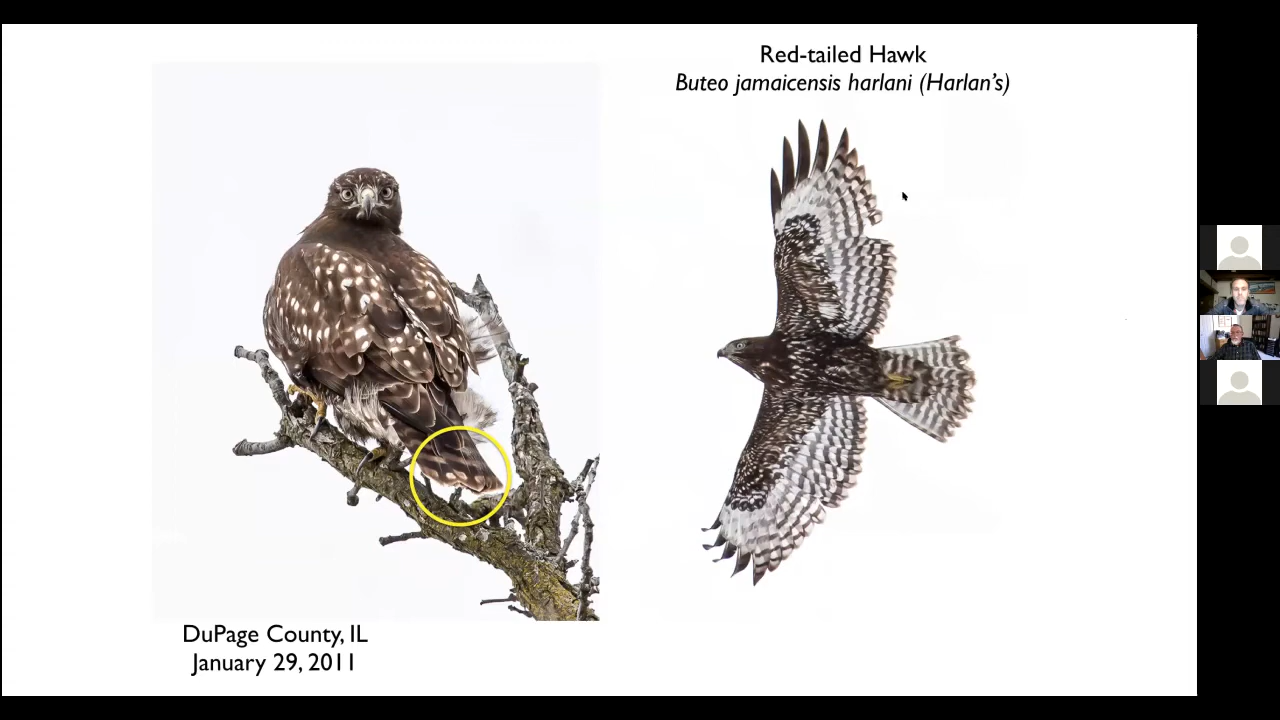 Red-tailed Hawk
Buteo jamaicensis harlani (Harlan's)
DuPage County, IL
January 29, 2011